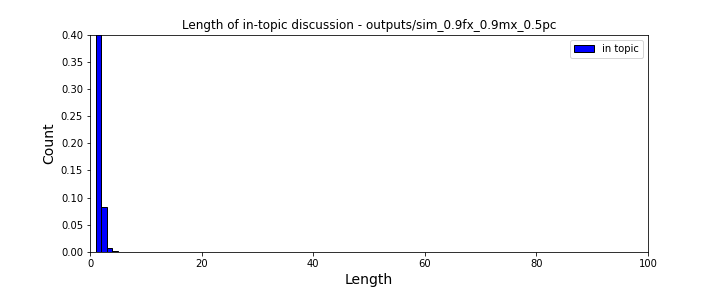 Length of in-topic discussion - outputs/sim_0.9fx_0.9mx_0.5pc
in topic
Count
0.40
0.35
0.30
0.25
0.20
0.15
0.10
0.05
0.00
0 20 40 60 80 100
Length